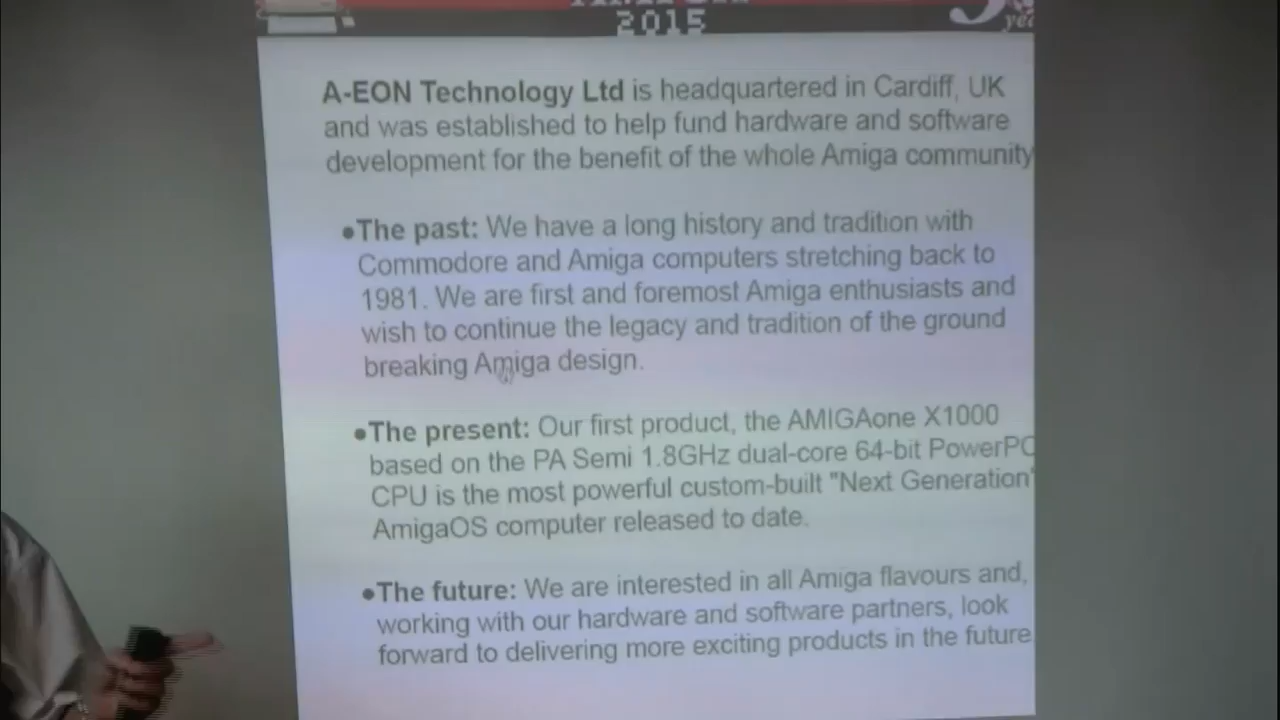 2015
A-EON Technology Ltd is headquartered in Cardiff, UK
and was established to help fund hardware and software
development for the benefit of the whole Amiga community
•The past: We have a long history and tradition with
Commodore and Amiga computers stretching back to
1981. We are first and foremost Amiga enthusiasts and
wish to continue the legacy and tradition of the ground
breaking Amiga design.
•The present: Our first product, the AMIGAone X1000
based on the PA Semi 1.8GHz dual-core 64-bit PowerPC
CPU is the most powerful custom-built "Next Generation"
AmigaOS computer released to date.
•The future: We are interested in all Amiga flavours and,
working with our hardware and software partners, look
forward to delivering more exciting products in the future